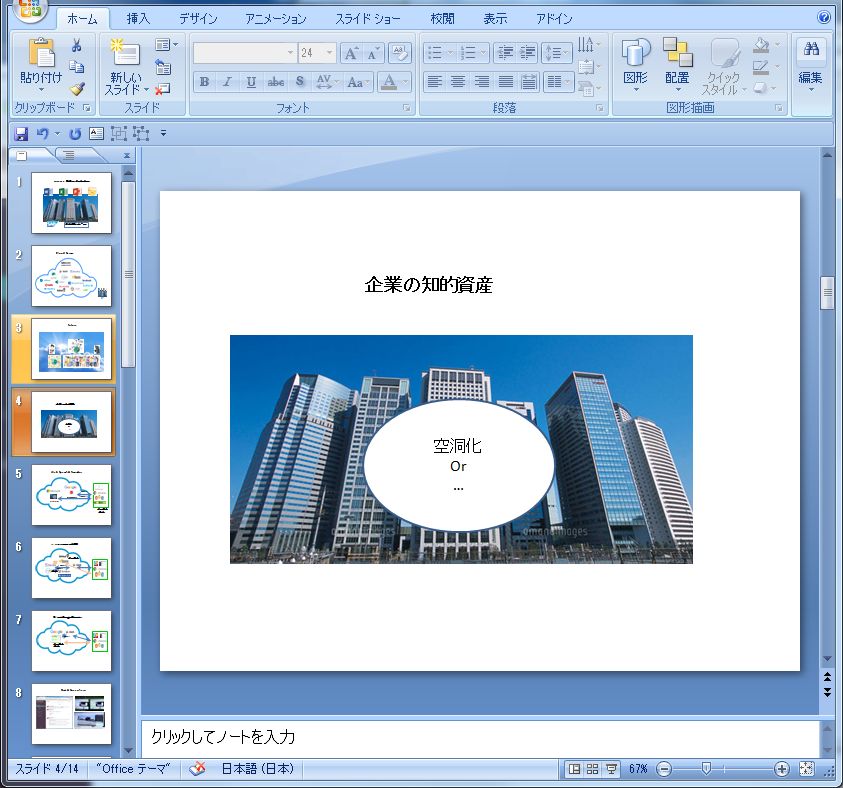 ホーム 挿入 デザイン アニメーション スライド ショー 校閲 表示 アドイン
貼り付け
クリップボード
新しい
スライド
スライド
24
B I U abc S AV Aa A
フォント
段落
図形 配置 クイック
スタイル
図形描画
編集
1
2
3
4
5
6
7
8
企業の知的資産
空洞化
Or
...
クリックしてノートを入力
スライド 4/14 "Office テーマ" 日本語 (日本) 67%